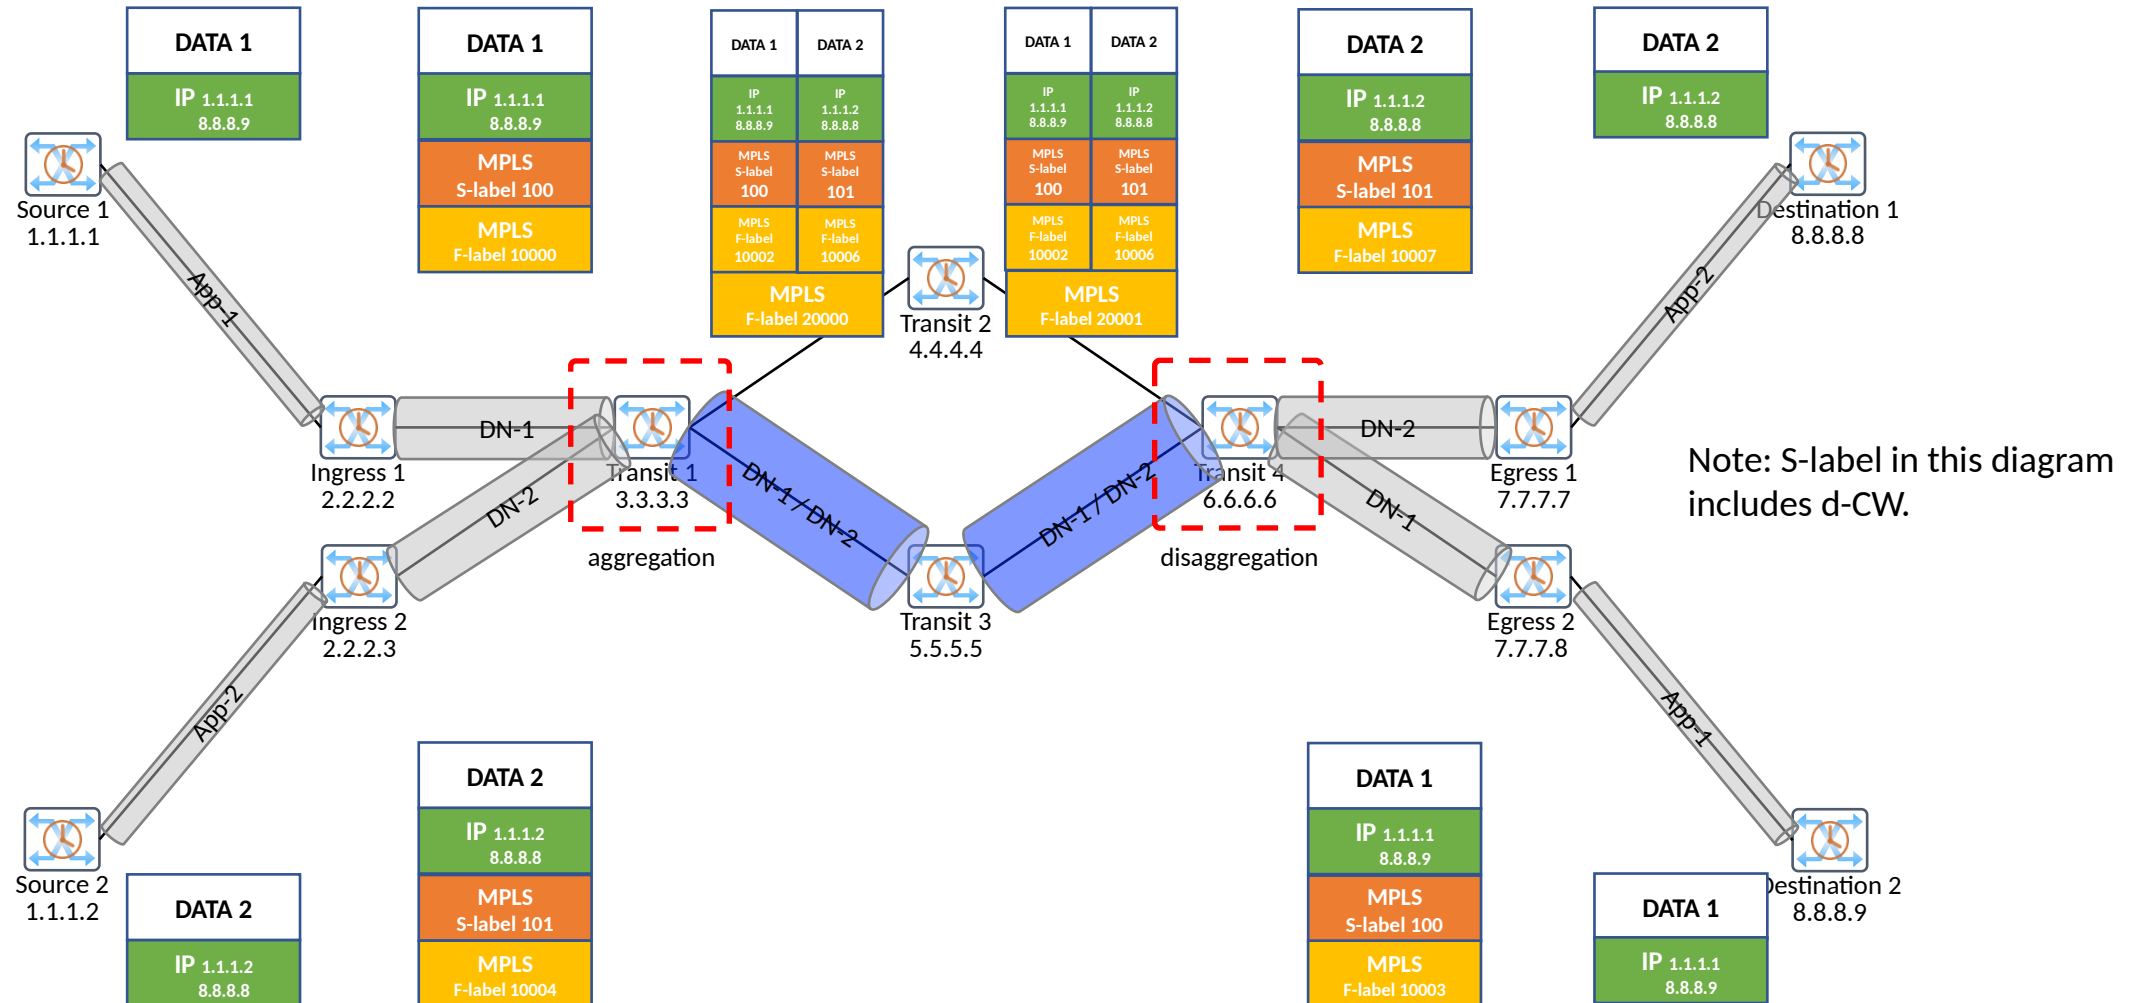 DATA 1
IP 1.1.1.1
8.8.8.9
DATA 1
IP 1.1.1.1
8.8.8.9
MPLS
S-label 100
MPLS
F-label 10000
DATA 1
IP
1.1.1.1
8.8.8.9
MPLS
S-label
100
MPLS
F-label
10002
DATA 2
IP
1.1.1.2
8.8.8.8
MPLS
S-label
101
MPLS
F-label
10006
MPLS
F-label 20000
DATA 1
IP
1.1.1.1
8.8.8.9
MPLS
S-label
100
MPLS
F-label
10002
DATA 2
IP
1.1.1.2
8.8.8.8
MPLS
S-label
101
MPLS
F-label
10006
MPLS
F-label 20001
DATA 2
IP 1.1.1.2
8.8.8.8
MPLS
S-label 101
MPLS
F-label 10007
DATA 2
IP 1.1.1.2
8.8.8.8
Source 1
1.1.1.1
App-1
Transit 2
4.4.4.4
App-2
Destination 1
8.8.8.8
Ingress 1
2.2.2.2
DN-1
DN-2
Transit 1
3.3.3.3
aggregation
DN-1 / DN-2
DN-1 / DN-2
Transit 4
6.6.6.6
disaggregation
DN-2
DN-1
Egress 1
7.7.7.7
Note: S-label in this diagram
includes d-CW.
Ingress 2
2.2.2.3
Transit 3
5.5.5.5
Egress 2
7.7.7.8
App-2
App-1
Source 2
1.1.1.2
DATA 2
IP 1.1.1.2
8.8.8.8
DATA 2
IP 1.1.1.2
8.8.8.8
MPLS
S-label 101
MPLS
F-label 10004
DATA 1
IP 1.1.1.1
8.8.8.9
MPLS
S-label 100
MPLS
F-label 10003
DATA 1
IP 1.1.1.1
8.8.8.9
Destination 2
8.8.8.9